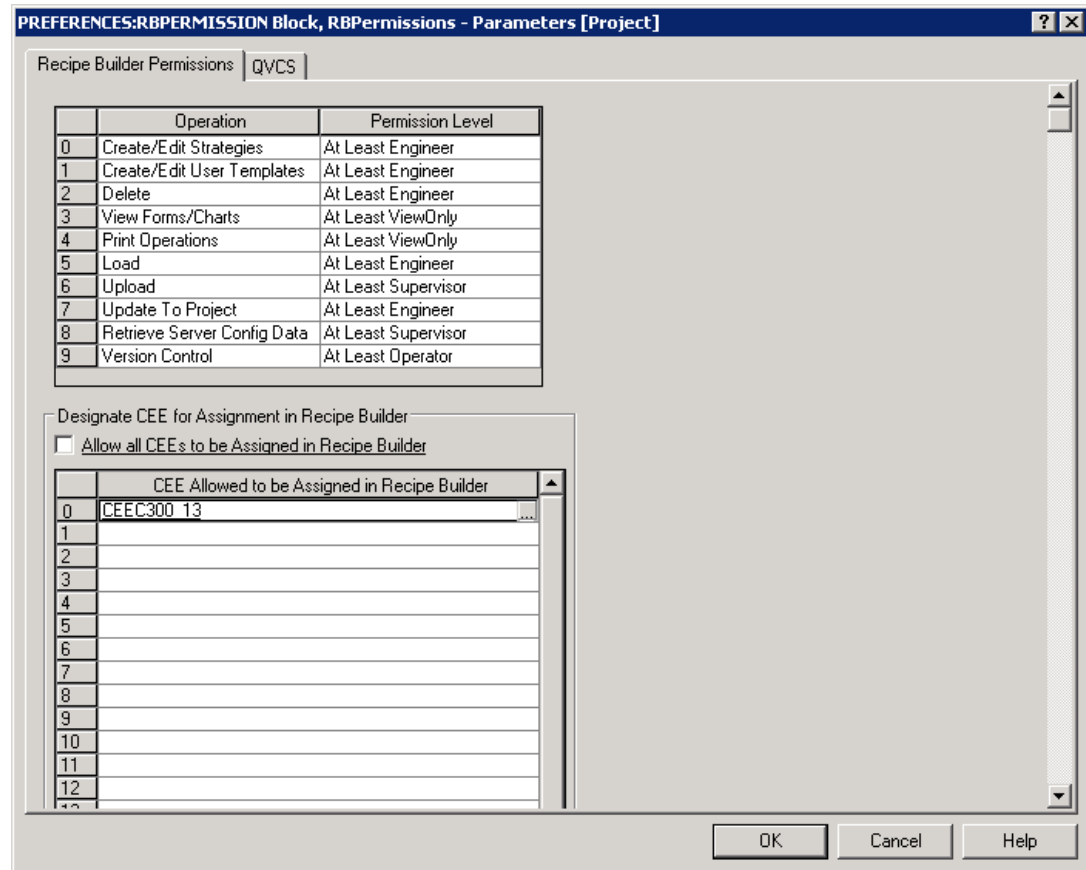 PREFERENCES:RBPERMISSION Block, RBPermissions - Parameters [Project]
Recipe Builder Permissions QVCS
Operation Permission Level
0 Create/Edit Strategies At Least Engineer
1 Create/Edit User Templates At Least Engineer
2 Delete At Least Engineer
3 View Forms/Charts At Least ViewOnly
4 Print Operations At Least ViewOnly
5 Load At Least Engineer
6 Upload At Least Supervisor
7 Update To Project At Least Engineer
8 Retrieve Server Config Data At Least Supervisor
9 Version Control At Least Operator
Designate CEE for Assignment in Recipe Builder
Allow all CEEs to be Assigned in Recipe Builder
CEE Allowed to be Assigned in Recipe Builder
0 CEEC300_13 ...
1
2
3
4
5
6
7
8
9
10
11
12
OK Cancel Help